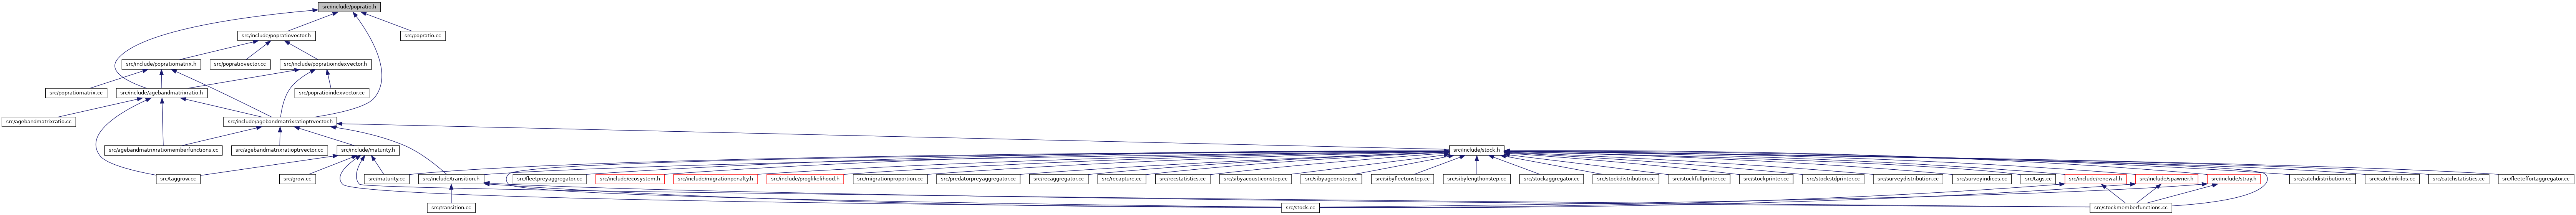 src/include/popratio.h
src/include/popratiovector.h
src/popratio.cc
src/include/popratiomatrix.h
src/popratiovector.cc
src/include/popratioindexvector.h
src/popratiomatrix.cc
src/include/agebandmatrixratio.h
src/popratioindexvector.cc
src/agebandmatrixratio.cc
src/include/agebandmatrixratioptrvector.h
src/agebandmatrixratiomemberfunctions.cc
src/agebandmatrixratioptrvector.cc
src/include/maturity.h
src/include/stock.h
src/taggrow.cc
src/grow.cc
src/maturity.cc
src/include/transition.h
src/fleetpreyaggregator.cc
src/include/ecosystem.h
src/include/migrationpenalty.h
src/include/proglikelihood.h
src/migrationproportion.cc
src/predatorpreyaggregator.cc
src/recaggregator.cc
src/recapture.cc
src/recstatistics.cc
src/sibyacousticonstep.cc
src/sibyageonstep.cc
src/sibyfleetonstep.cc
src/sibylengthonstep.cc
src/stockaggregator.cc
src/stockdistribution.cc
src/stockfullprinter.cc
src/stockprinter.cc
src/stockstdprinter.cc
src/surveydistribution.cc
src/surveyindices.cc
src/tags.cc
src/include/renewal.h
src/include/spawner.h
src/include/stray.h
src/catchdistribution.cc
src/catchinkilos.cc
src/catchstatistics.cc
src/fleeteffortaggregator.cc
src/transition.cc
src/stock.cc
src/stockmemberfunctions.cc